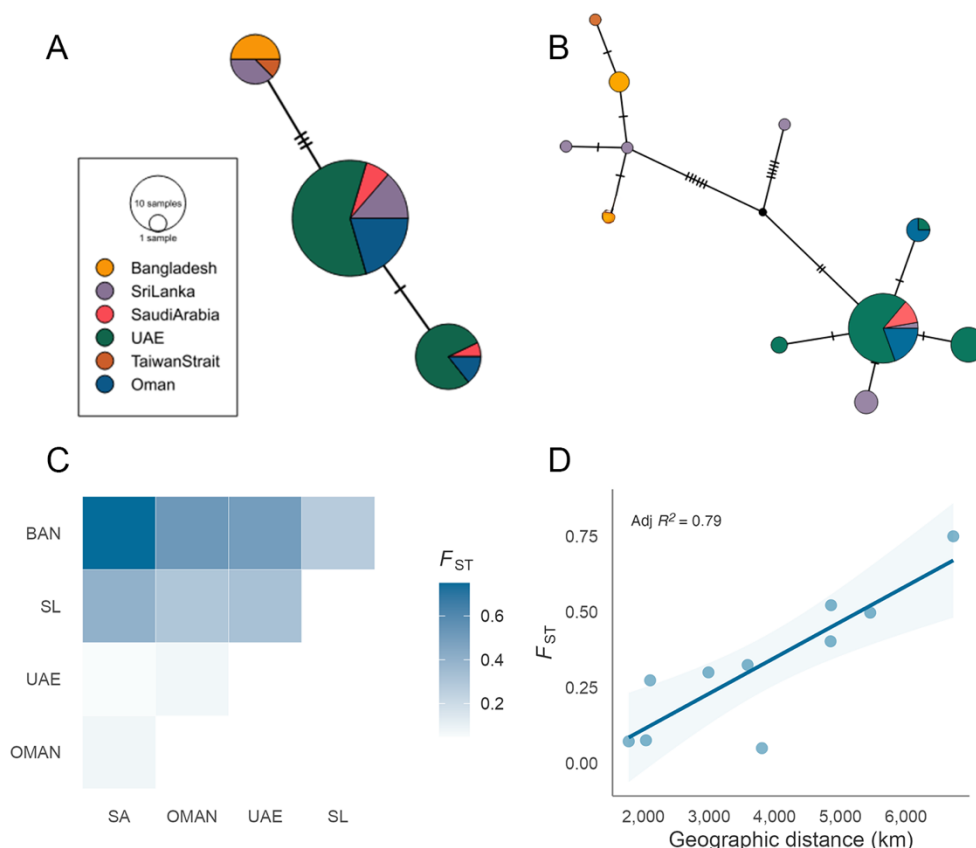 A
B
10 samples
1 sample
Bangladesh
SriLanka
SaudiArabia
UAE
TaiwanStrait
Oman
C
BAN
SL
UAE
OMAN
SA OMAN UAE SL
FST
0.6
0.4
0.2
D
Adj R² = 0.79
0.75
0.50
0.25
0.00
FST
2,000 3,000 4,000 5,000 6,000
Geographic distance (km)